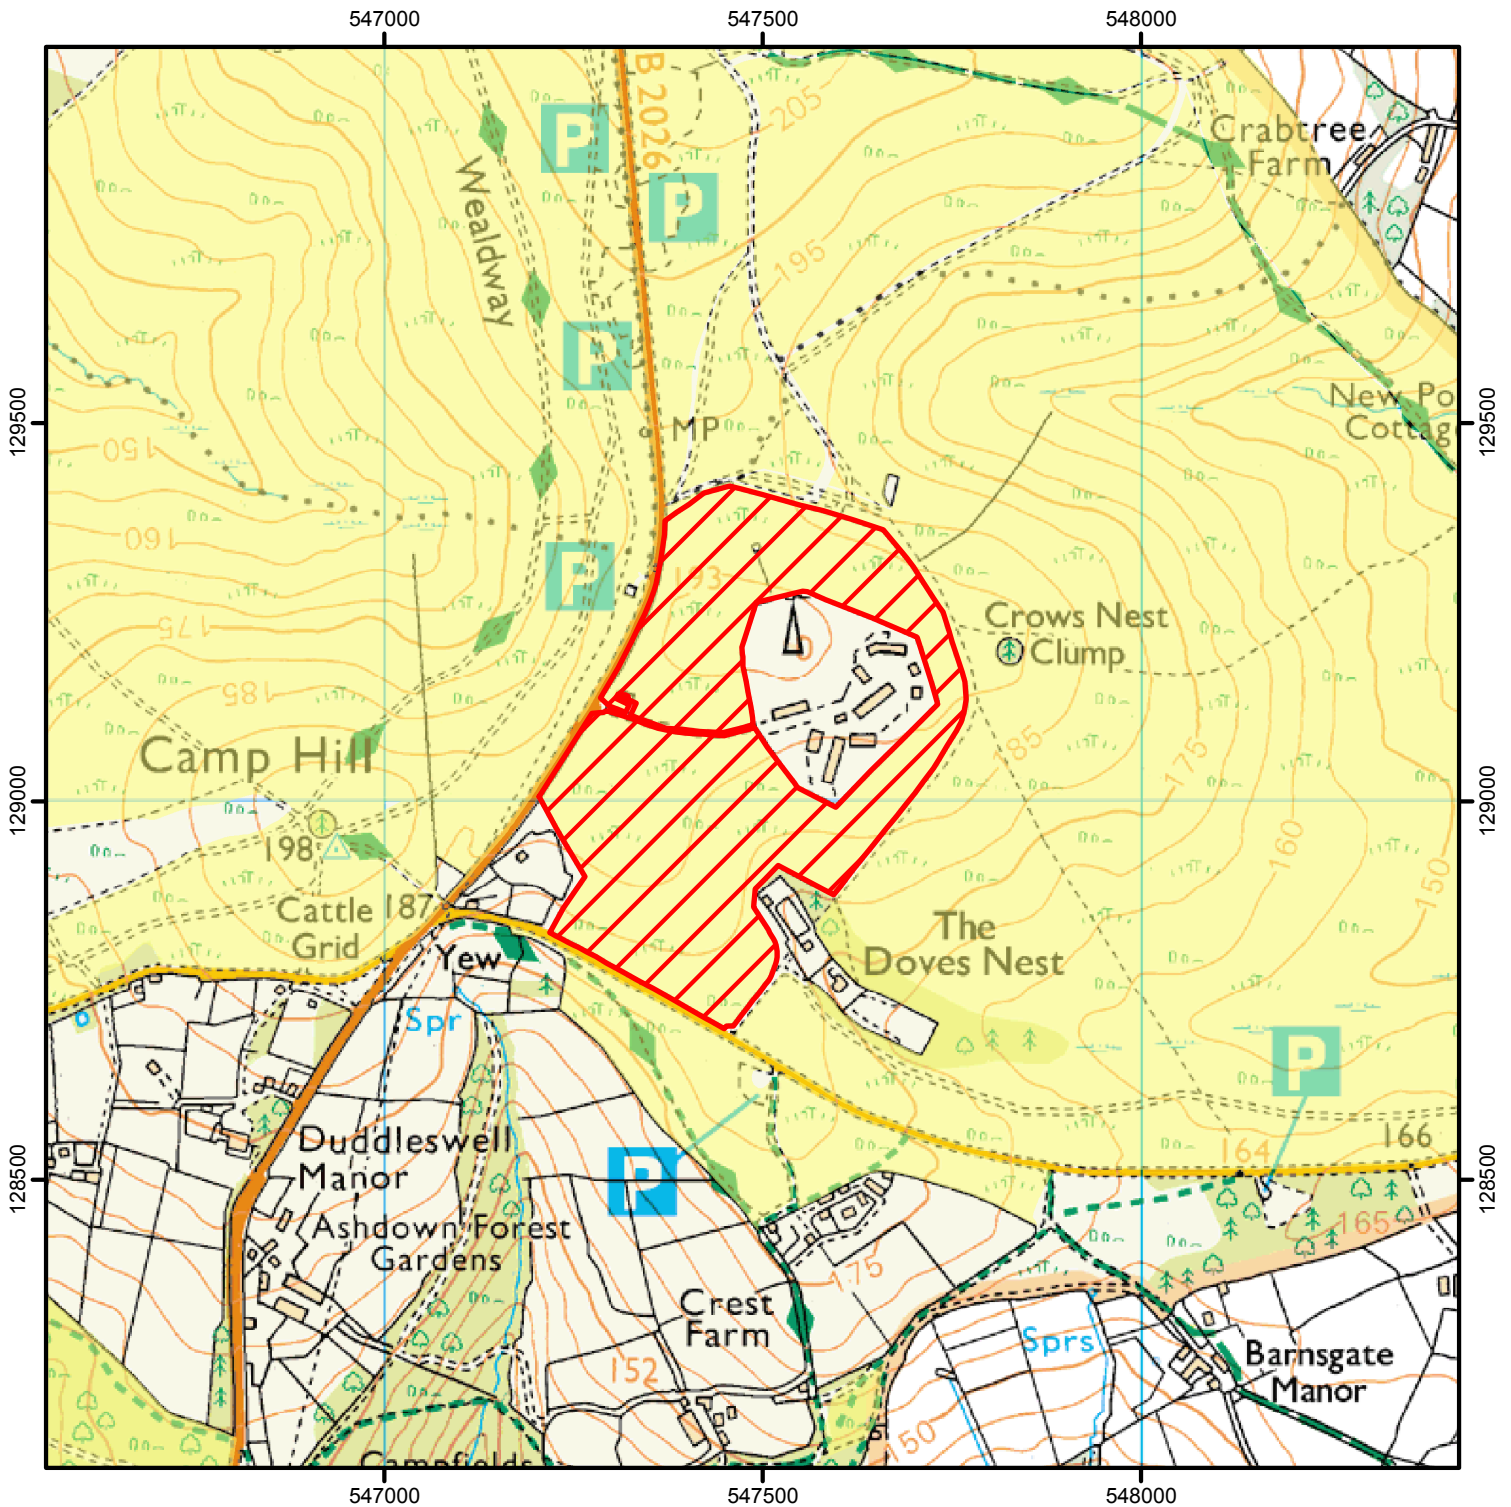 547000
547500
548000
B 2026
205
P
Crabtree
Farm
P
Wealdway
195
P
New Po
Cottag
129500
129500
MP
150
160
P
193
Crows Nest
Clump
175
185
Camp Hill
185
175
129000
129000
198
160
150
Cattle
Grid
187
The
Doves Nest
Yew
Spr
P
Duddleswell
Manor
164
166
128500
128500
P
Ashdown Forest
Gardens
165
175
Crest
Farm
Sprs
Barnsgate
Manor
152
150
Campfields
547000
547500
548000